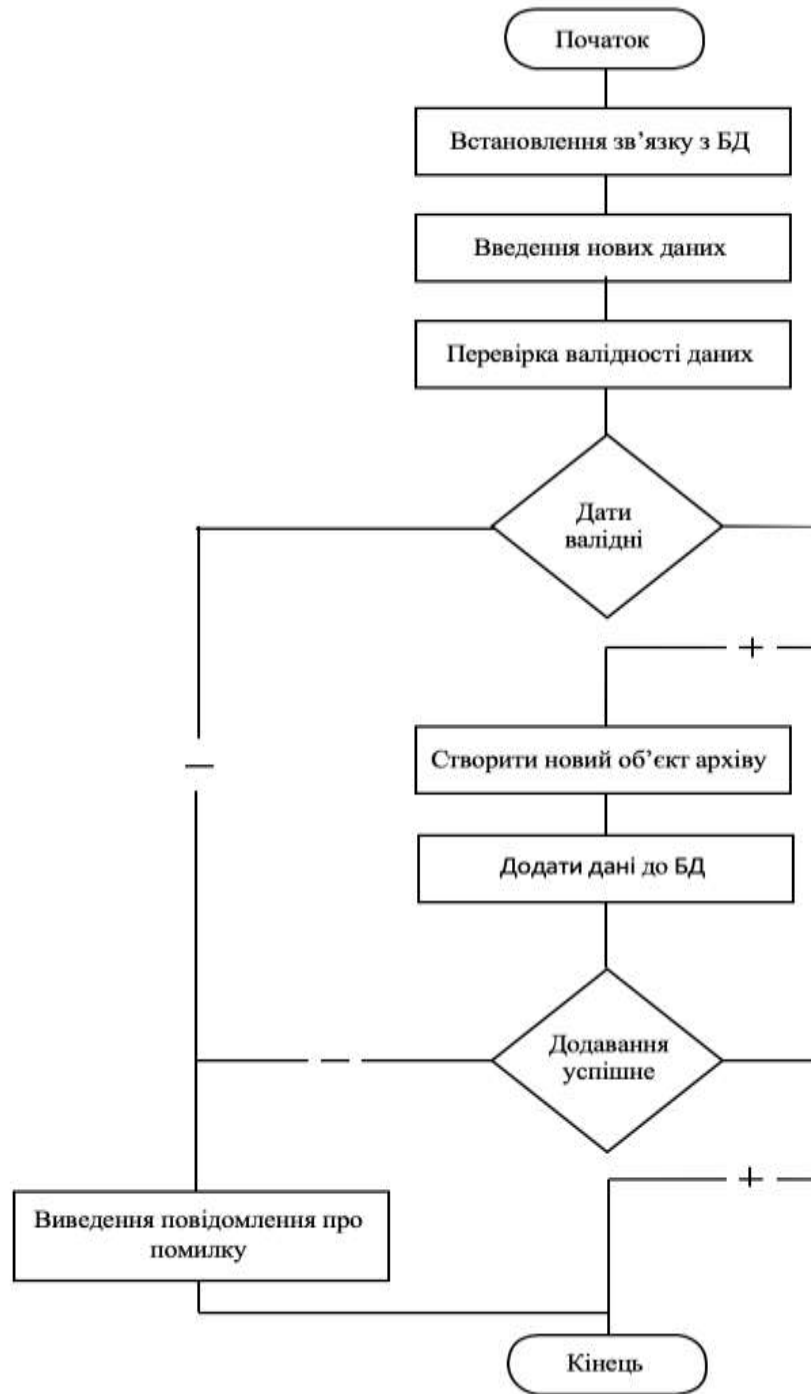 Початок
Встановлення зв’язку з БД
Введення нових даних
Перевірка валідності даних
Дати
валідні
+
—
Створити новий об’єкт архіву
Додати дані до БД
Додавання
успішне
—
+
Виведення повідомлення про
помилку
Кінець